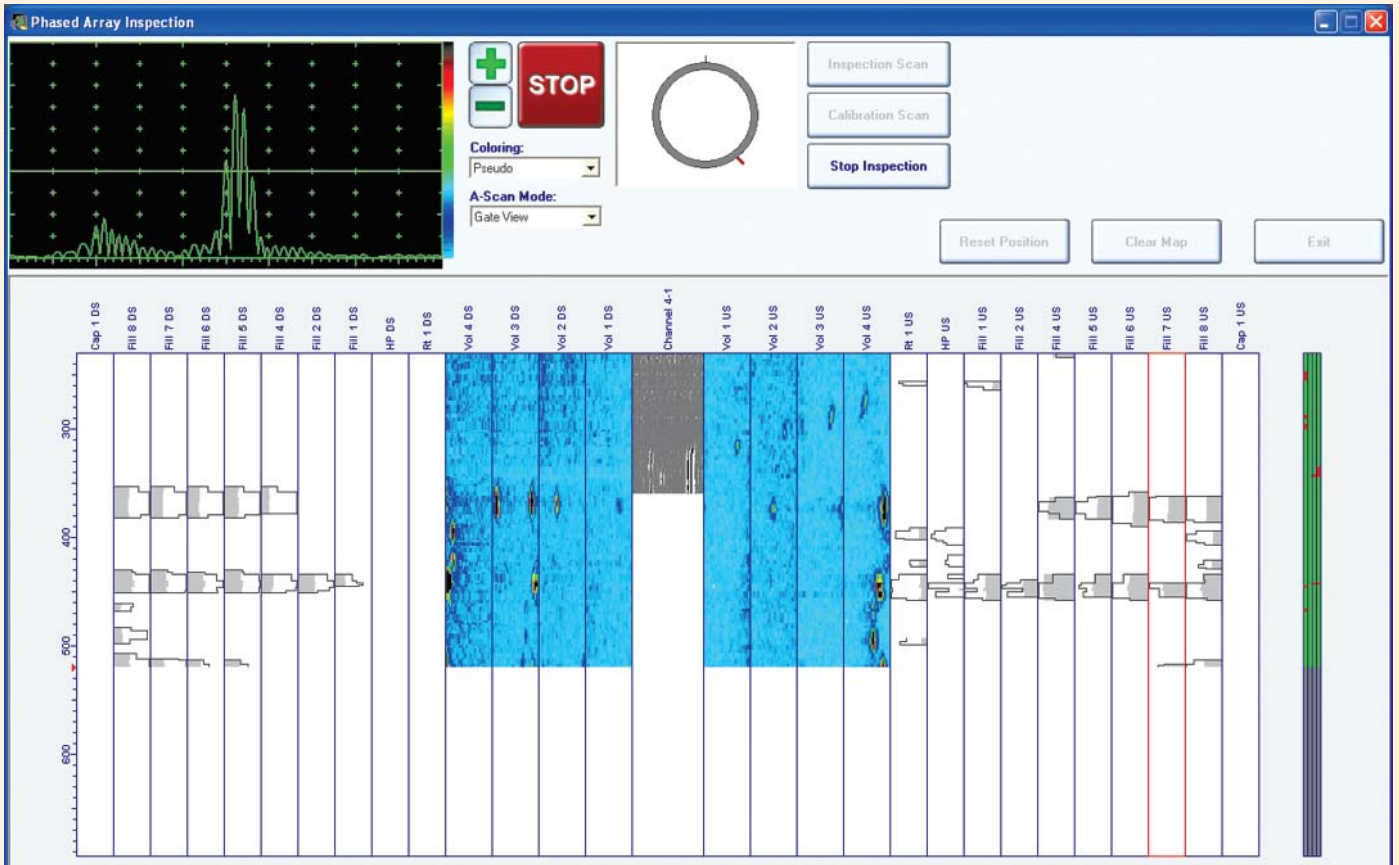 Phased Array Inspection
STOP
Coloring:
Pseudo
A-Scan Mode:
Gate View
Inspection Scan
Calibration Scan
Stop Inspection
Reset Position
Clear Map
Exit
Cap 1 DS
Fill 8 DS
Fill 7 DS
Fill 6 DS
Fill 5 DS
Fill 4 DS
Fill 2 DS
Fill 1 DS
HP DS
Rt 1 DS
Vol 4 DS
Vol 3 DS
Vol 2 DS
Vol 1 DS
Channel 4-1
Vol 1 US
Vol 2 US
Vol 3 US
Vol 4 US
Rt 1 US
HP US
Fill 1 US
Fill 2 US
Fill 4 US
Fill 5 US
Fill 6 US
Fill 7 US
Fill 8 US
Cap 1 US
300
400
500
600